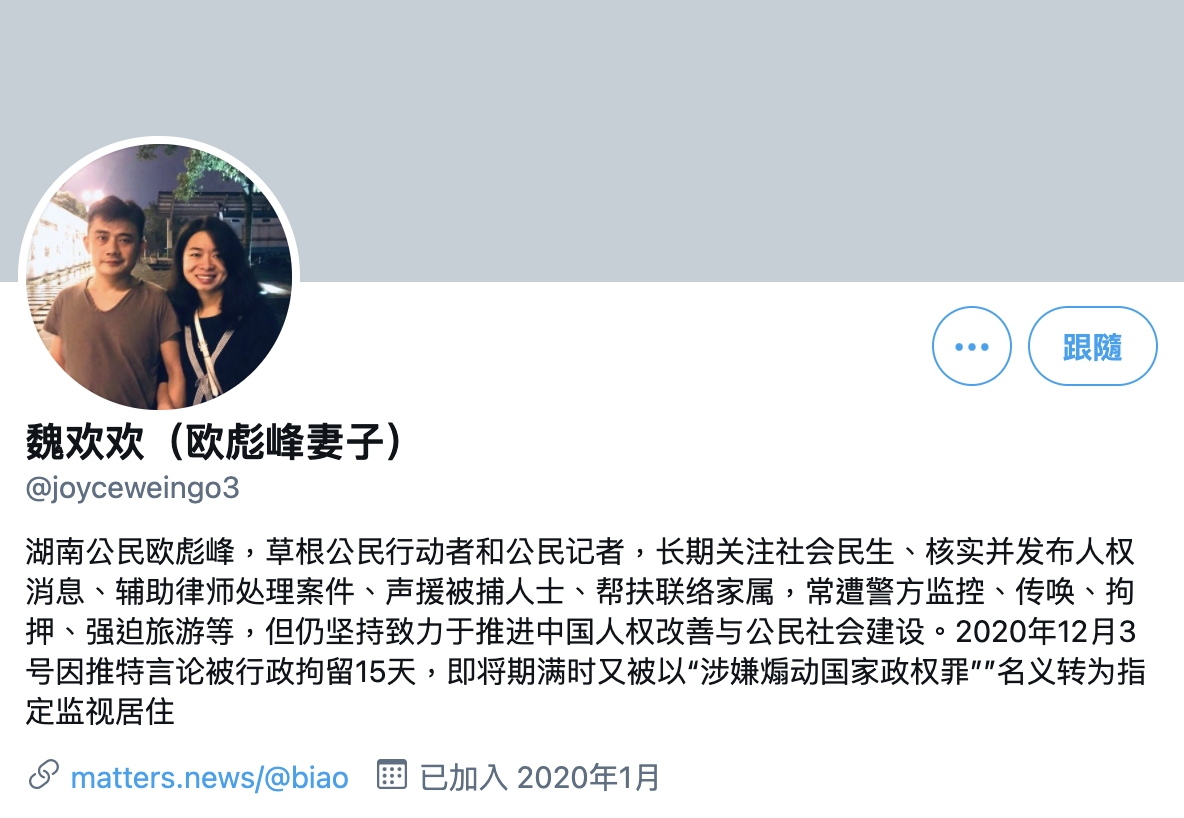 跟隨
魏欢欢（欧彪峰妻子）
@joyceweingo3
湖南公民欧彪峰，草根公民行动者和公民记者，长期关注社会民生、核实并发布人权
消息、辅助律师处理案件、声援被捕人士、帮扶联络家属，常遭警方监控、传唤、拘
押、强迫旅游等，但仍坚持致力于推进中国人权改善与公民社会建设。2020年12月3
号因推特言论被行政拘留15天，即将期满时又被以“涉嫌煽动国家政权罪””名义转为指
定监视居住
matters.news/@biao 已加入 2020年1月